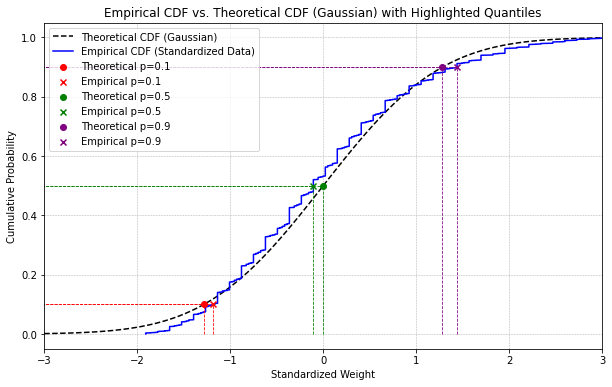 Empirical CDF vs. Theoretical CDF (Gaussian) with Highlighted Quantiles
Theoretical CDF (Gaussian)
Empirical CDF (Standardized Data)
Theoretical p=0.1
Empirical p=0.1
Theoretical p=0.5
Empirical p=0.5
Theoretical p=0.9
Empirical p=0.9
Cumulative Probability
1.0
0.8
0.6
0.4
0.2
0.0
−3
−2
−1
0
1
2
3
Standardized Weight